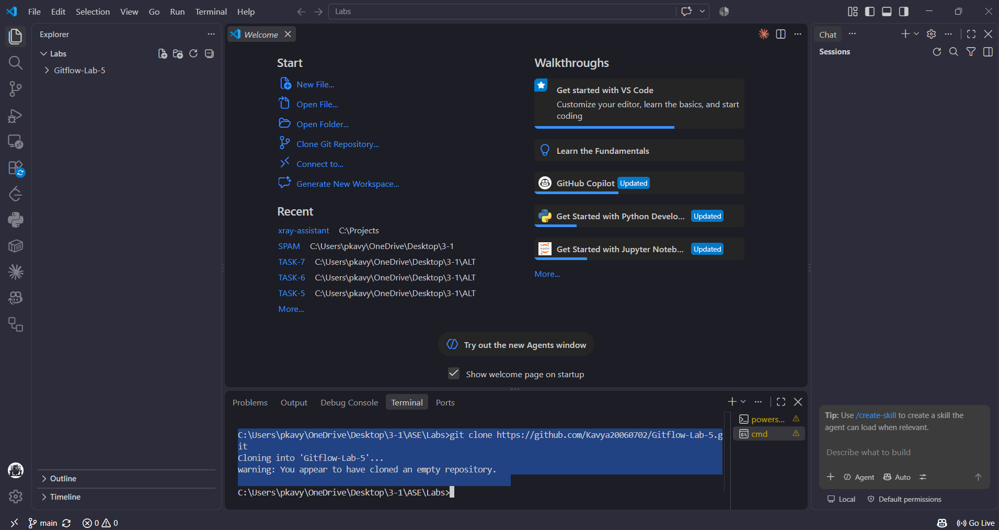 File Edit Selection View Go Run Terminal Help
Labs
Explorer
Labs
Gitflow-Lab-5
Outline
Timeline
Welcome
Start
New File...
Open File...
Open Folder...
Clone Git Repository...
Connect to...
Generate New Workspace...
Recent
xray-assistant C:\Projects
SPAM C:\Users\pkavy\OneDrive\Desktop\3-1
TASK-7 C:\Users\pkavy\OneDrive\Desktop\3-1\ALT
TASK-6 C:\Users\pkavy\OneDrive\Desktop\3-1\ALT
TASK-5 C:\Users\pkavy\OneDrive\Desktop\3-1\ALT
More...
Walkthroughs
Get started with VS Code
Customize your editor, learn the basics, and start
coding
Learn the Fundamentals
GitHub Copilot Updated
Get Started with Python Develo... Updated
Get Started with Jupyter Noteb... Updated
More...
Try out the new Agents window
Show welcome page on startup
Problems Output Debug Console Terminal Ports
C:\Users\pkavy\OneDrive\Desktop\3-1\ASE\Labs>git clone https://github.com/Kavya20060702/Gitflow-Lab-5.g
it
Cloning into 'Gitflow-Lab-5'...
warning: You appear to have cloned an empty repository.
C:\Users\pkavy\OneDrive\Desktop\3-1\ASE\Labs>
powers...
cmd
Chat
Sessions
Tip: Use /create-skill to create a skill the
agent can load when relevant.
Describe what to build
Agent Auto
Local Default permissions
main 0 0
Go Live